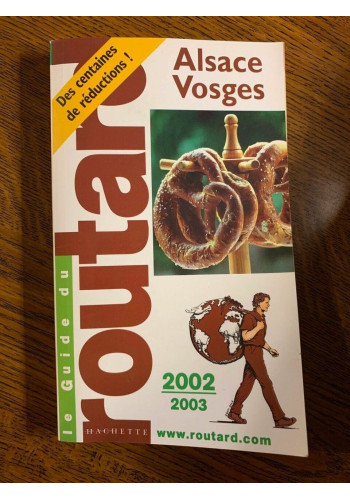 Des centaines
de réductions !
Alsace
Vosges
le Guide du
routard
2002
2003
HACHETTE
www.routard.com